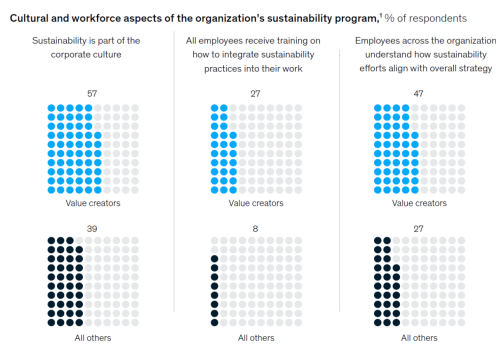 Cultural and workforce aspects of the organization's sustainability program,¹ % of respondents
Sustainability is part of the
corporate culture
57
Value creators
39
All others
All employees receive training on
how to integrate sustainability
practices into their work
27
Value creators
8
All others
Employees across the organization
understand how sustainability
efforts align with overall strategy
47
Value creators
27
All others